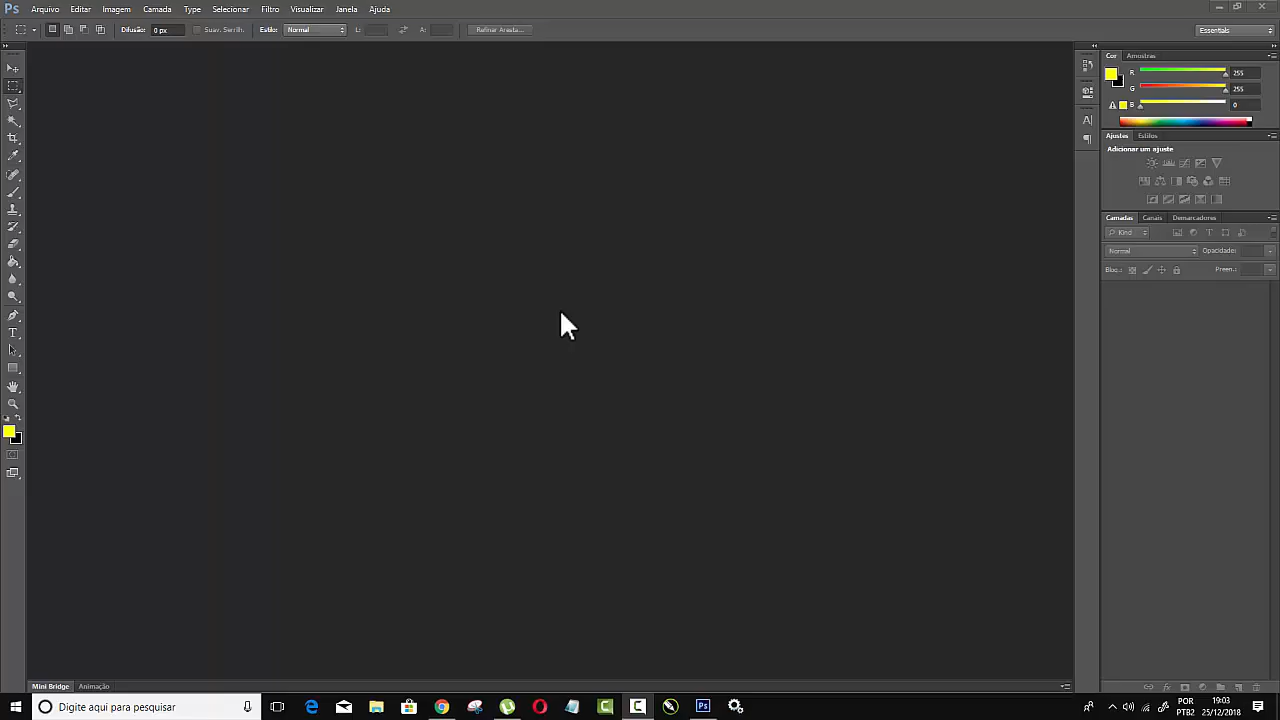 Ps Arquivo Editar Imagem Camada Type Selecionar Filtro Visualizar Janela Ajuda
Difusão: 0 px Suav. Serrilh. Estilo: Normal L: A: Refinar Aresta... Essentials
Cor Amostras
R 255
G 255
B 0
Ajustes Estilos
Adicionar um ajuste
Camadas Canais Demarcadores
Kind
Normal Opacidade:
Bloq.: Preen.:
Mini Bridge Animação
Digite aqui para pesquisar
POR
PTB2
19:03
25/12/2018